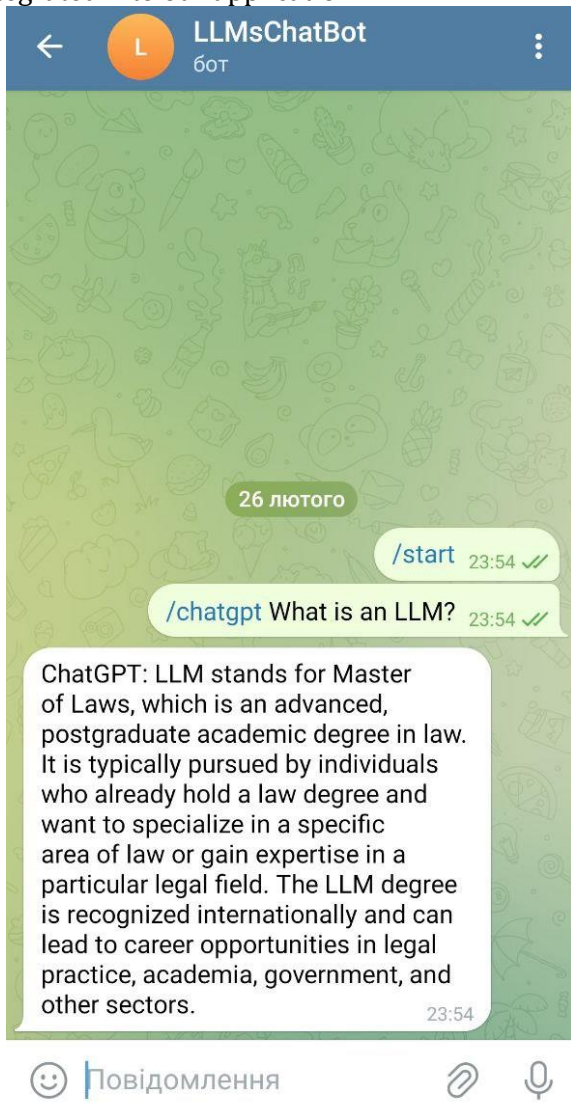 LLMsChatBot
L
бот
26 лютого
/start 23:54
/chatgpt What is an LLM? 23:54
ChatGPT: LLM stands for Master
of Laws, which is an advanced,
postgraduate academic degree in law.
It is typically pursued by individuals
who already hold a law degree and
want to specialize in a specific
area of law or gain expertise in a
particular legal field. The LLM degree
is recognized internationally and can
lead to career opportunities in legal
practice, academia, government, and
other sectors. 23:54
Повідомлення